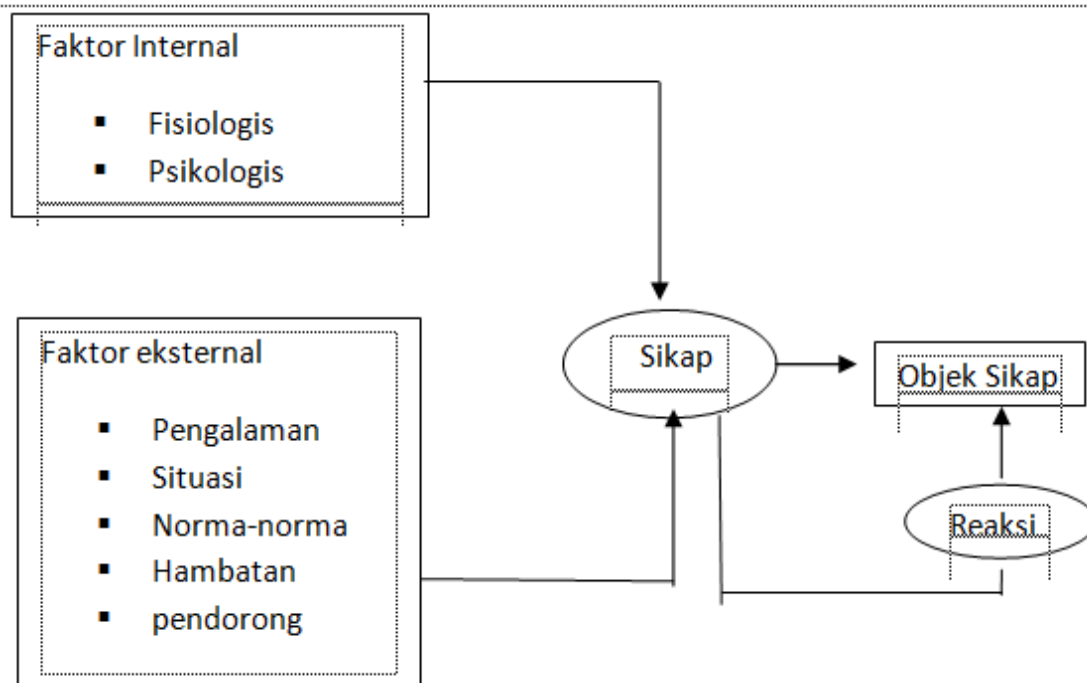 Faktor Internal
▪ Fisiologis
▪ Psikologis
Faktor eksternal
▪ Pengalaman
▪ Situasi
▪ Norma-norma
▪ Hambatan
▪ pendorong
Sikap
Objek Sikap
Reaksi